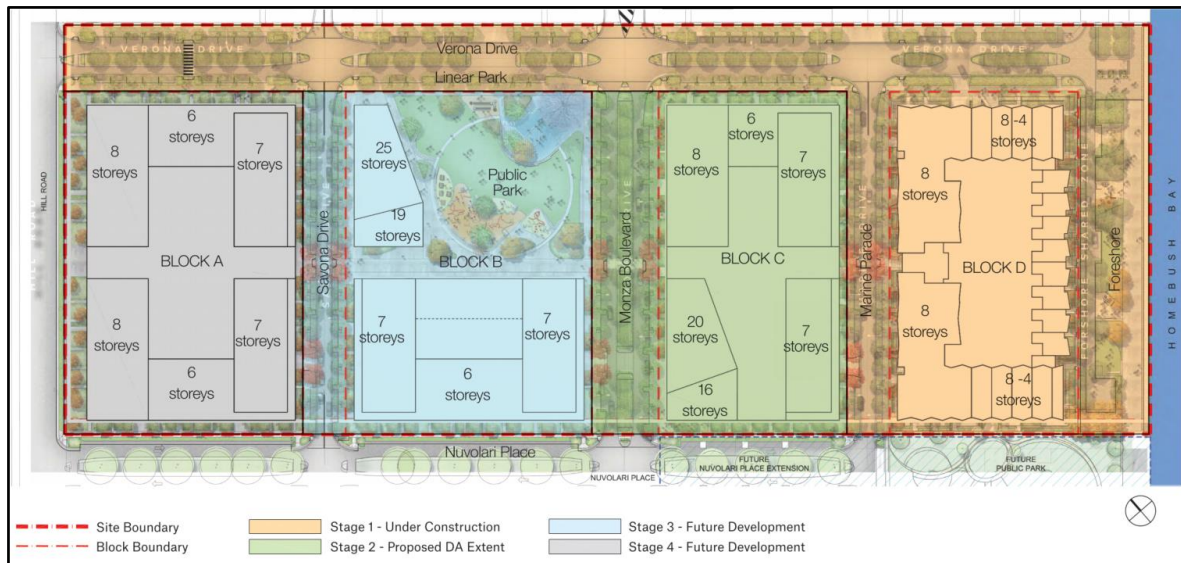 VERONA DRIVE
Verona Drive
VERONA DRIVE
Linear Park
HILL ROAD
8
storeys
6
storeys
7
storeys
BLOCK A
8
storeys
7
storeys
6
storeys
Savona Drive
25
storeys
19
storeys
Public
Park
BLOCK B
7
storeys
7
storeys
6
storeys
Monza Boulevard
8
storeys
6
storeys
7
storeys
BLOCK C
20
storeys
16
storeys
7
storeys
Marine Parade
8
storeys
8 -4
storeys
BLOCK D
8
storeys
8 -4
storeys
FORESHORE SHARED ZONE
Foreshore
HOMEBUSH BAY
Nuvolari Place
NUVOLARI PLACE
FUTURE
NUVOLARI PLACE EXTENSION
FUTURE
PUBLIC PARK
Site Boundary
Block Boundary
Stage 1 - Under Construction
Stage 2 - Proposed DA Extent
Stage 3 - Future Development
Stage 4 - Future Development